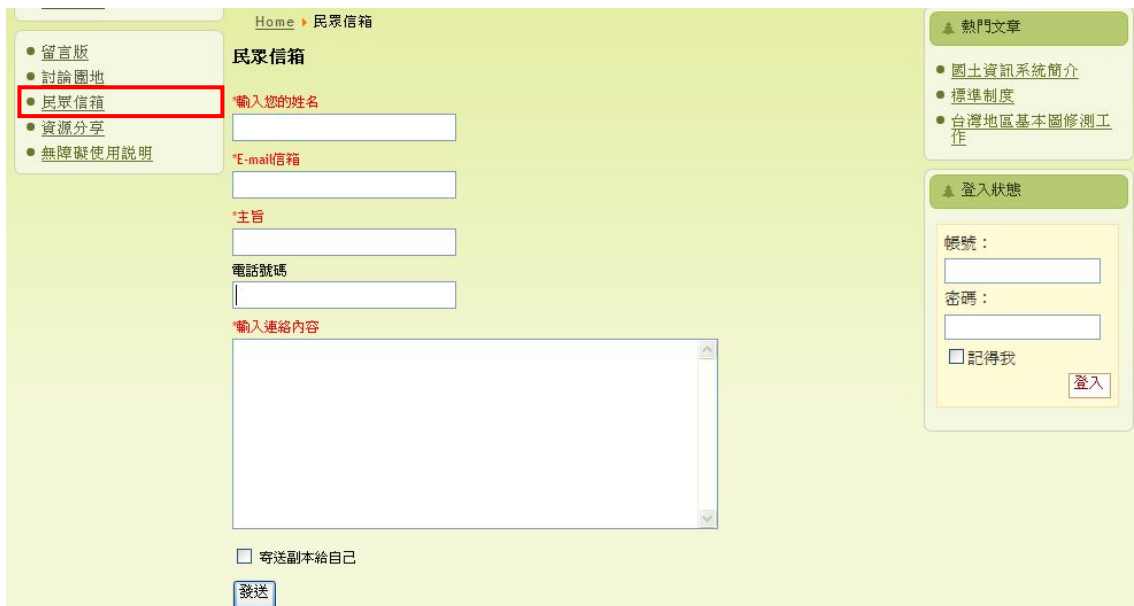 留言版
討論園地
民眾信箱
資源分享
無障礙使用說明
Home 民眾信箱
民眾信箱
*輸入您的姓名
*E-mail信箱
*主旨
電話號碼
*輸入連絡內容
寄送副本給自己
發送
熱門文章
國土資訊系統簡介
標準制度
台灣地區基本圖修測工
作
登入狀態
帳號：
密碼：
記得我
登入